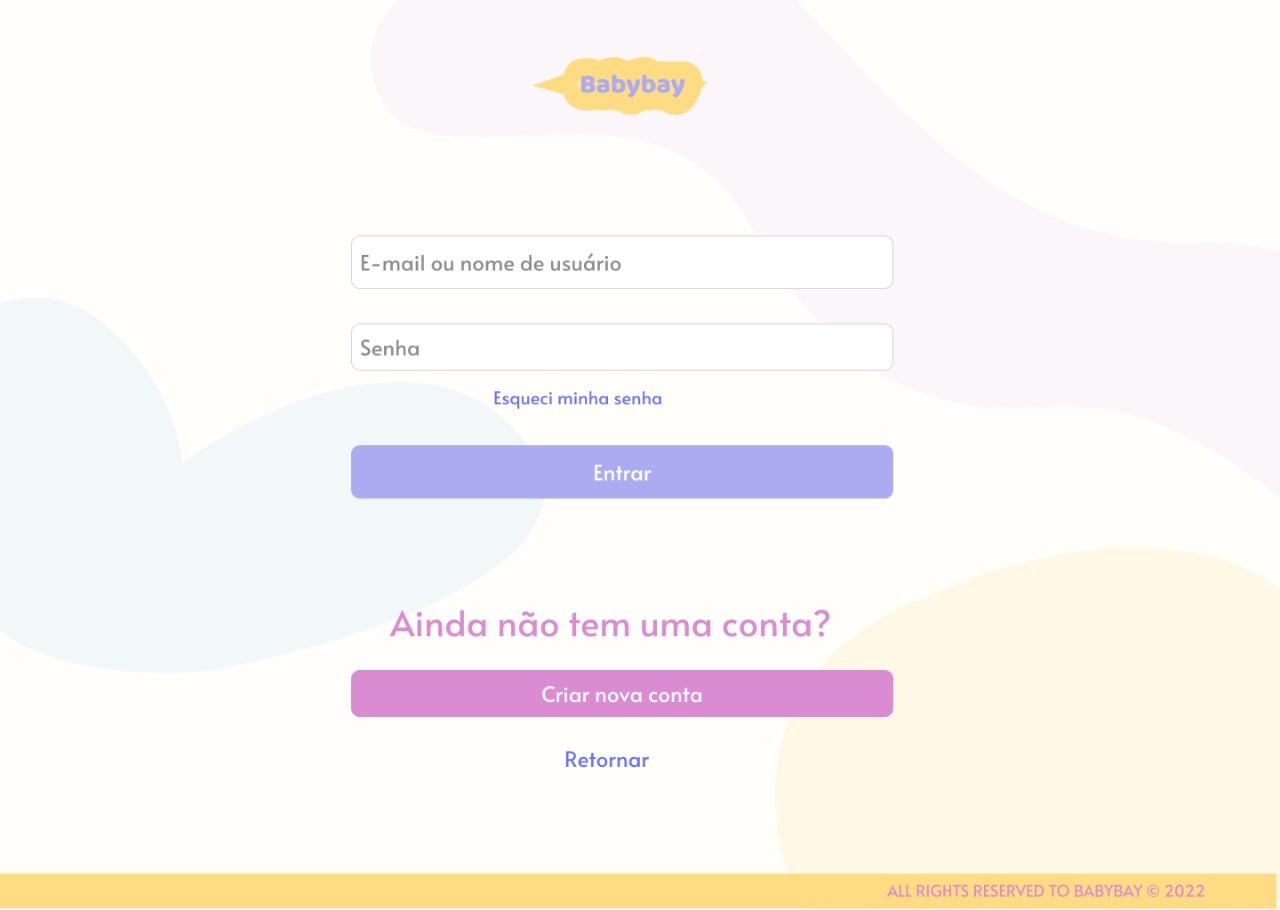 Babybay
E-mail ou nome de usuário
Senha
Esqueci minha senha
Entrar
Ainda não tem uma conta?
Criar nova conta
Retornar
ALL RIGHTS RESERVED TO BABYBAY © 2022